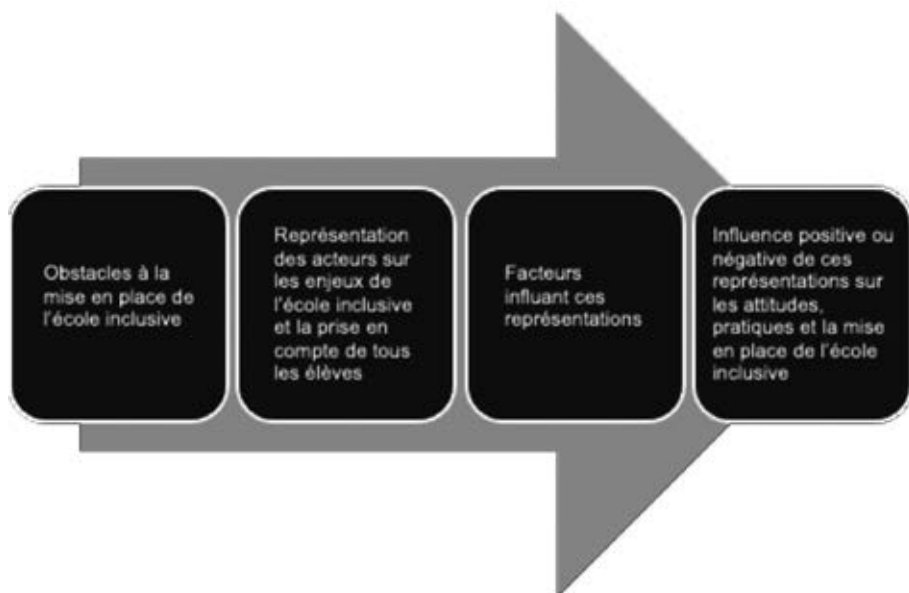 Obstacles à la
mise en place de
l'école inclusive
Représentation
des acteurs sur
les enjeux de
l'école inclusive
et la prise en
compte de tous
les élèves
Facteurs
influant ces
représentations
Influence positive ou
négative de ces
représentations sur
les attitudes,
pratiques et la mise
en place de l'école
inclusive